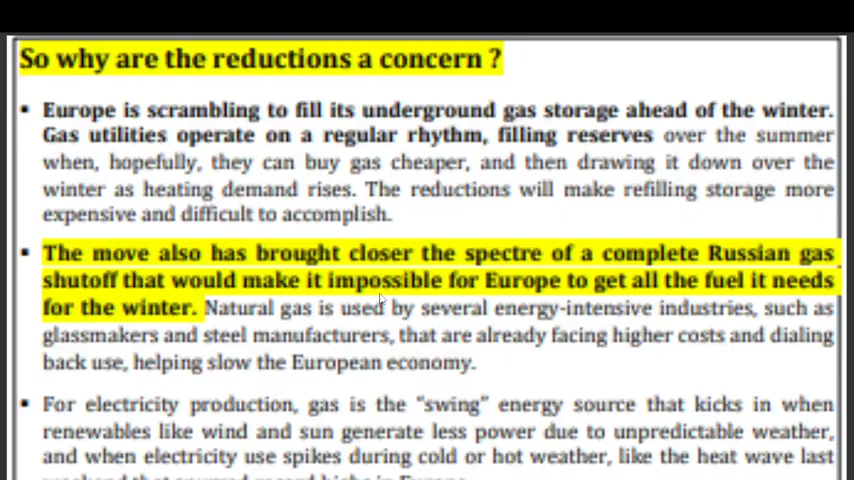 So why are the reductions a concern ?
▪ Europe is scrambling to fill its underground gas storage ahead of the winter.
Gas utilities operate on a regular rhythm, filling reserves over the summer
when, hopefully, they can buy gas cheaper, and then drawing it down over the
winter as heating demand rises. The reductions will make refilling storage more
expensive and difficult to accomplish.
▪ The move also has brought closer the spectre of a complete Russian gas
shutoff that would make it impossible for Europe to get all the fuel it needs
for the winter. Natural gas is used by several energy-intensive industries, such as
glassmakers and steel manufacturers, that are already facing higher costs and dialing
back use, helping slow the European economy.
▪ For electricity production, gas is the "swing" energy source that kicks in when
renewables like wind and sun generate less power due to unpredictable weather,
and when electricity use spikes during cold or hot weather, like the heat wave last